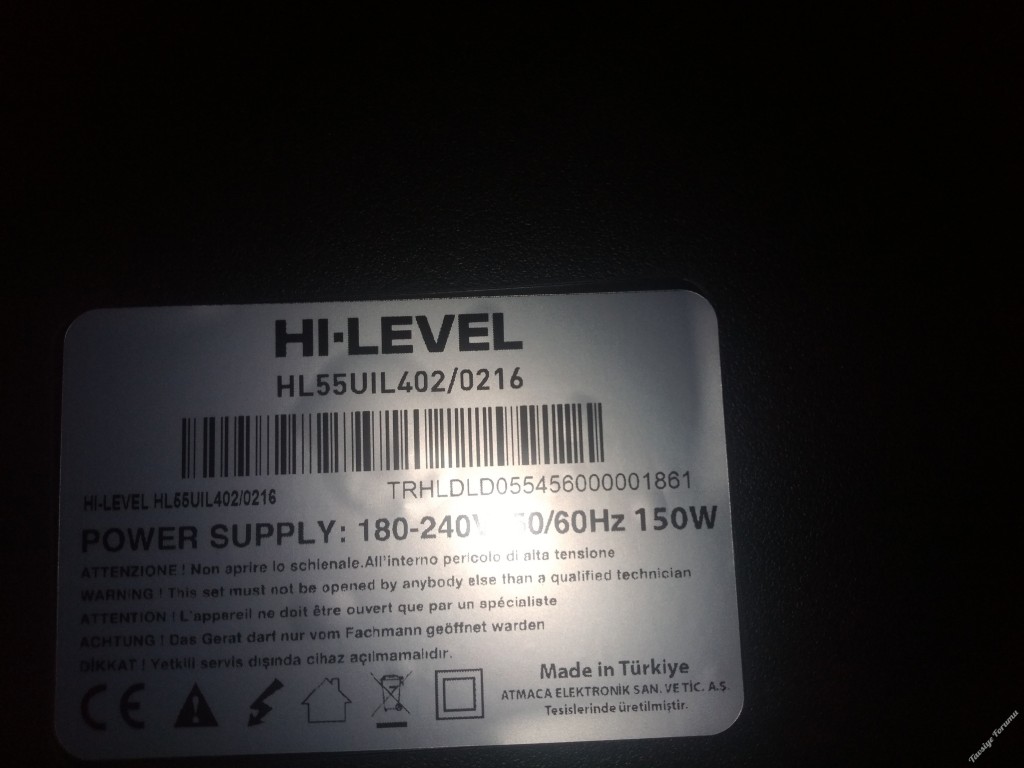 HI-LEVEL
HL55UIL402/0216
HI-LEVEL HL55UIL402/0216
TRHLDLD055456000001861
POWER SUPPLY: 180-240V 50/60Hz 150W
ATTENZIONE ! Non aprire lo schienale.All'interno pericolo di alta tensione
WARNING ! This set must not be opened by anybody else than a qualified technician
ATTENTION ! L'appareil ne doit être ouvert que par un spécialiste
ACHTUNG ! Das Gerat darf nur vom Fachmann geöffnet warden
DİKKAT ! Yetkili servis dışında cihaz açılmamalıdır.
CE
Made in Türkiye
ATMACA ELEKTRONİK SAN. VE TİC. A.Ş.
Tesislerinde üretilmiştir.
Tavsiye Forumu